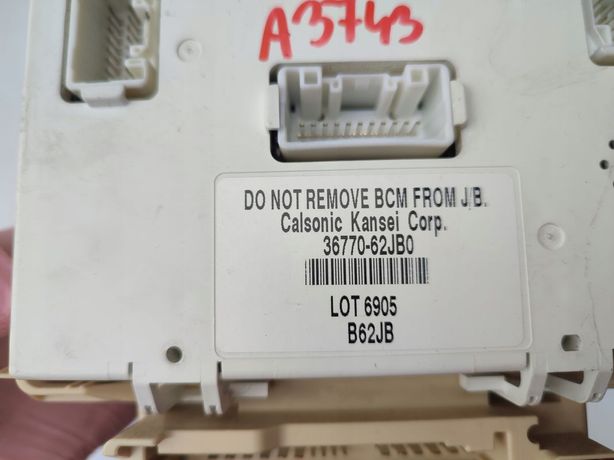 A3743
DO NOT REMOVE BCM FROM J/B.
Calsonic Kansei Corp.
36770-62JB0
LOT 6905
B62JB